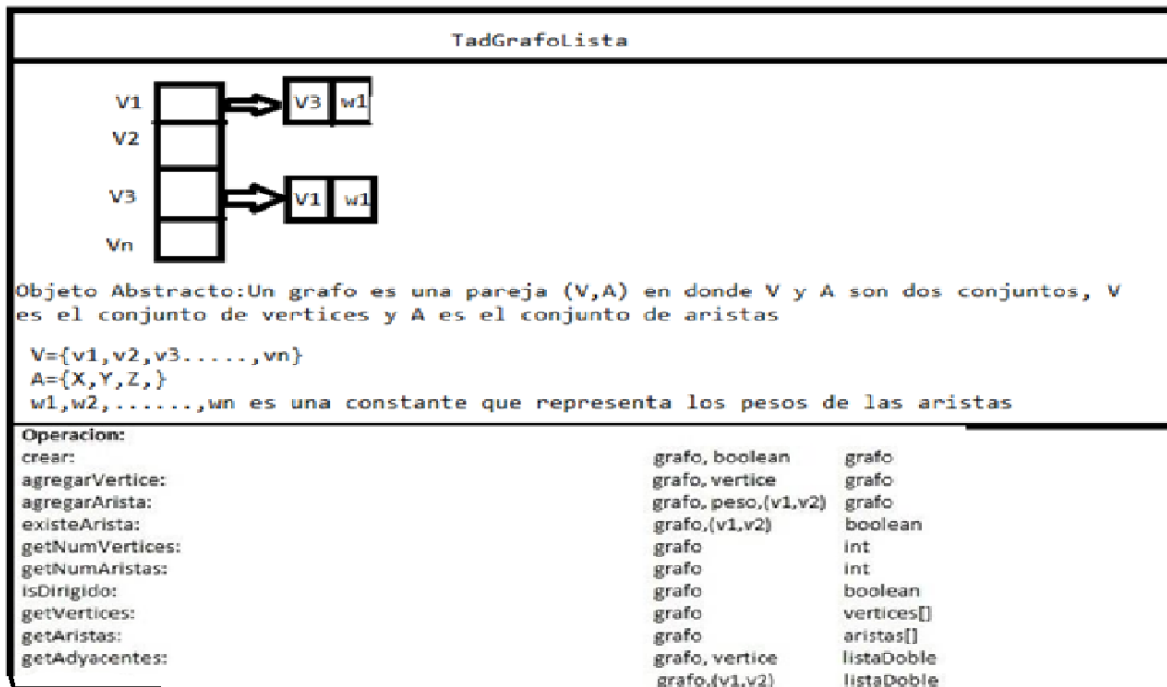 TadGrafoLista
V1 V3 w1
V2
V3 V1 w1
Vn
Objeto Abstracto:Un grafo es una pareja (V,A) en donde V y A son dos conjuntos, V
es el conjunto de vertices y A es el conjunto de aristas
V={v1,v2,v3.....,vn}
A={X,Y,Z,}
w1,w2,......,wn es una constante que representa los pesos de las aristas
Operacion:
crear: grafo, boolean grafo
agregarVertice: grafo, vertice grafo
agregarArista: grafo, peso,(v1,v2) grafo
existeArista: grafo,(v1,v2) boolean
getNumVertices: grafo int
getNumAristas: grafo int
isDirigido: grafo boolean
getVertices: grafo vertices[]
getAristas: grafo aristas[]
getAdyacentes: grafo, vertice listaDoble
grafo,(v1,v2) listaDoble